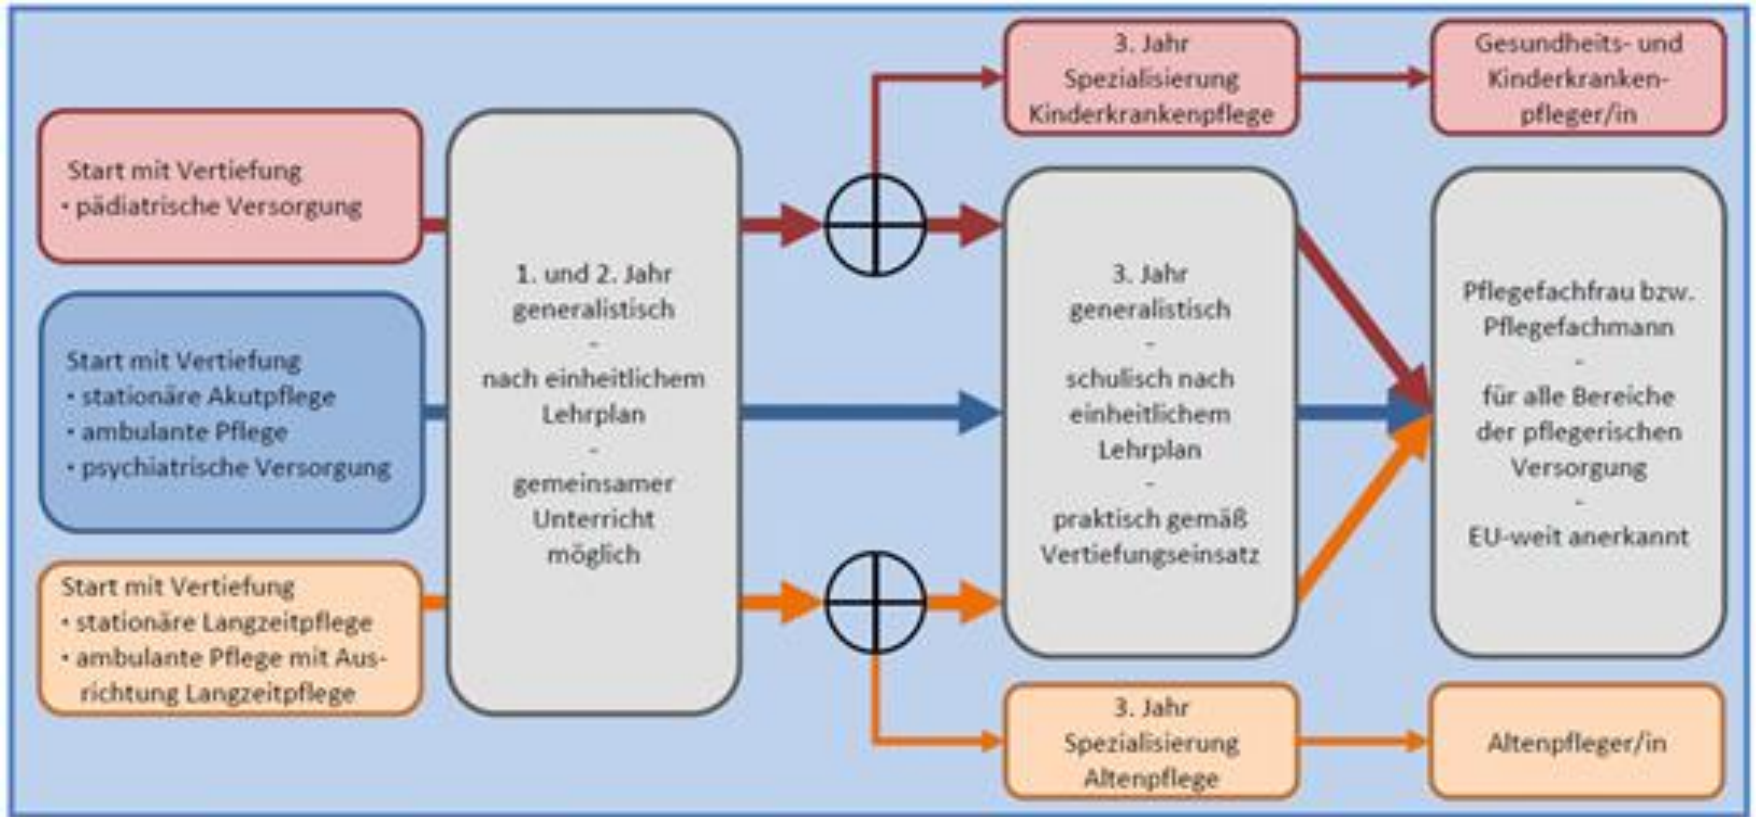 Start mit Vertiefung
• pädiatrische Versorgung
Start mit Vertiefung
• stationäre Akutpflege
• ambulante Pflege
• psychiatrische Versorgung
Start mit Vertiefung
• stationäre Langzeitpflege
• ambulante Pflege mit Aus-
richtung Langzeitpflege
1. und 2. Jahr
generalistisch
-
nach einheitlichem
Lehrplan
-
gemeinsamer
Unterricht
möglich
3. Jahr
Spezialisierung
Kinderkrankenpflege
3. Jahr
generalistisch
-
schulisch nach
einheitlichem
Lehrplan
-
praktisch gemäß
Vertiefungseinsatz
3. Jahr
Spezialisierung
Altenpflege
Gesundheits- und
Kinderkranken-
pfleger/in
Pflegefachfrau bzw.
Pflegefachmann
-
für alle Bereiche
der pflegerischen
Versorgung
-
EU-weit anerkannt
Altenpfleger/in